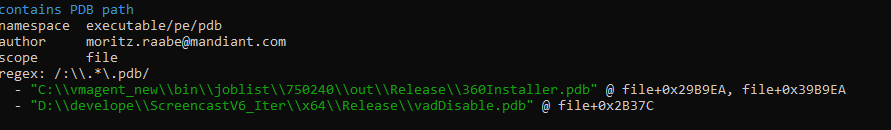 contains PDB path
namespace executable/pe/pdb
author moritz.raabe@mandiant.com
scope file
regex: /:\\.*\.pdb/
- "C:\\vmagent_new\\bin\\joblist\\750240\\out\\Release\\360Installer.pdb" @ file+0x29B9EA, file+0x39B9EA
- "D:\\develope\\ScreencastV6_Iter\\x64\\Release\\vadDisable.pdb" @ file+0x2B37C